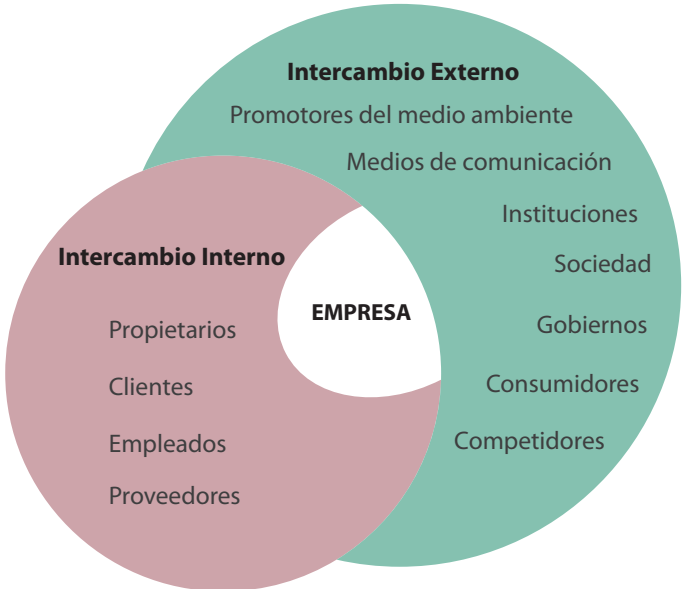 Intercambio Externo
Promotores del medio ambiente
Medios de comunicación
Instituciones
Sociedad
Gobiernos
Consumidores
Competidores
Intercambio Interno
Propietarios
Clientes
Empleados
Proveedores
EMPRESA